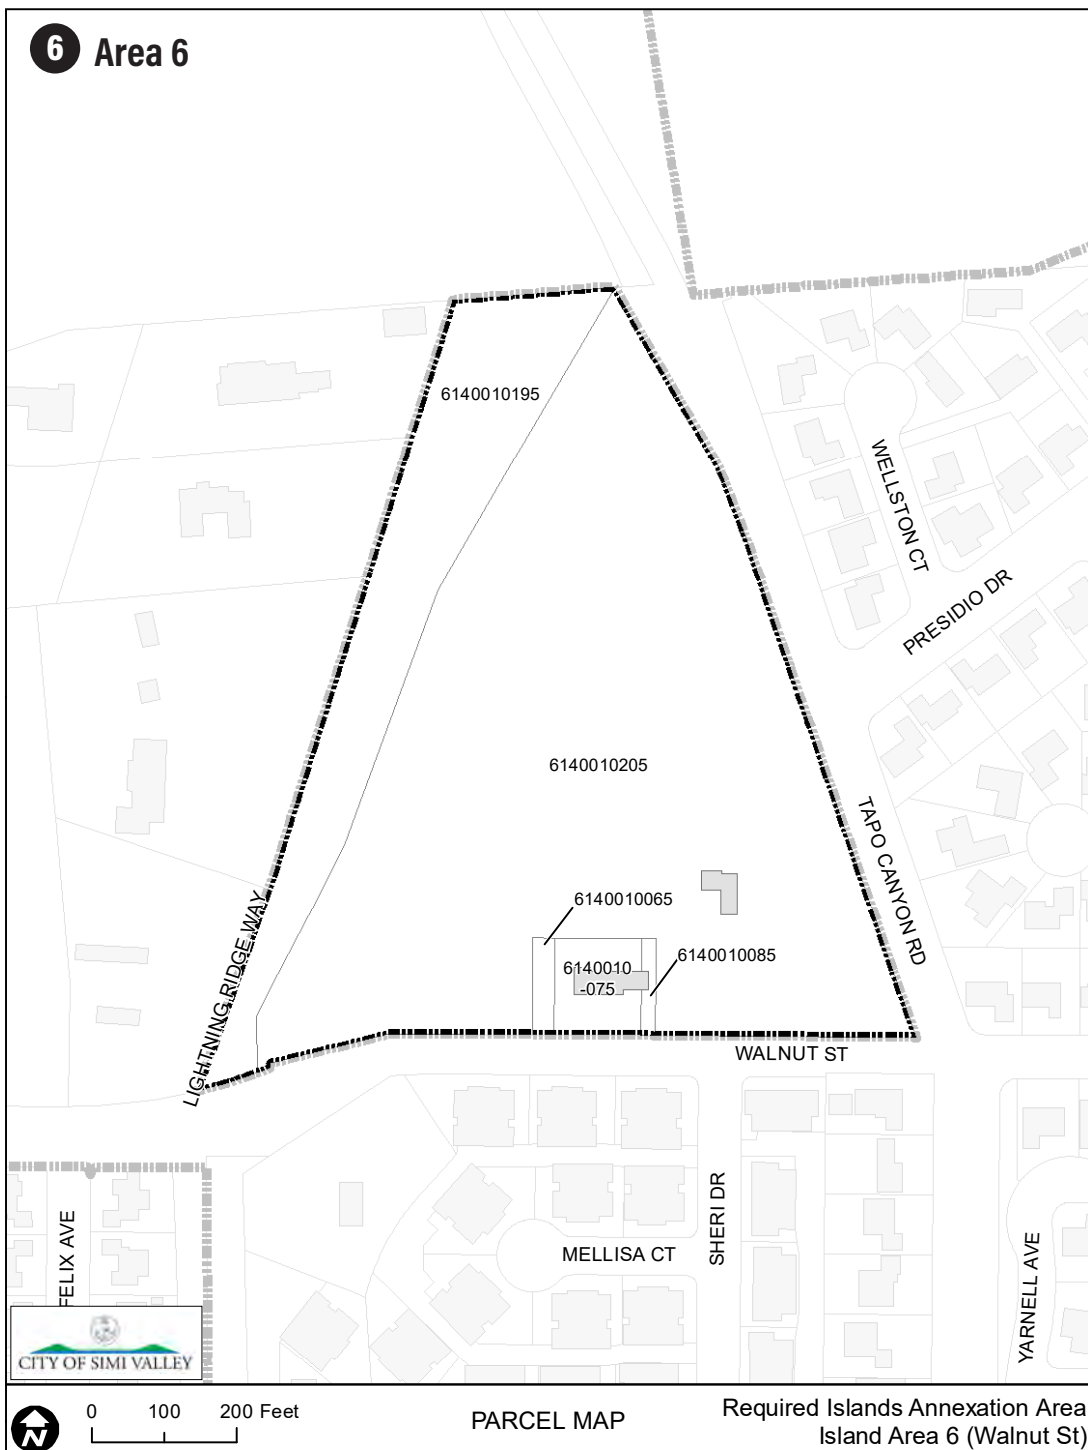 6 Area 6
6140010195
WELLSTON CT
PRESIDIO DR
6140010205
TAPO CANYON RD
6140010065
6140010085
6140010
-075
LIGHTNING RIDGE WAY
WALNUT ST
SHERI DR
FELIX AVE
MELLISA CT
YARNELL AVE
CITY OF SIMI VALLEY
N
0 100 200 Feet
PARCEL MAP
Required Islands Annexation Area
Island Area 6 (Walnut St)